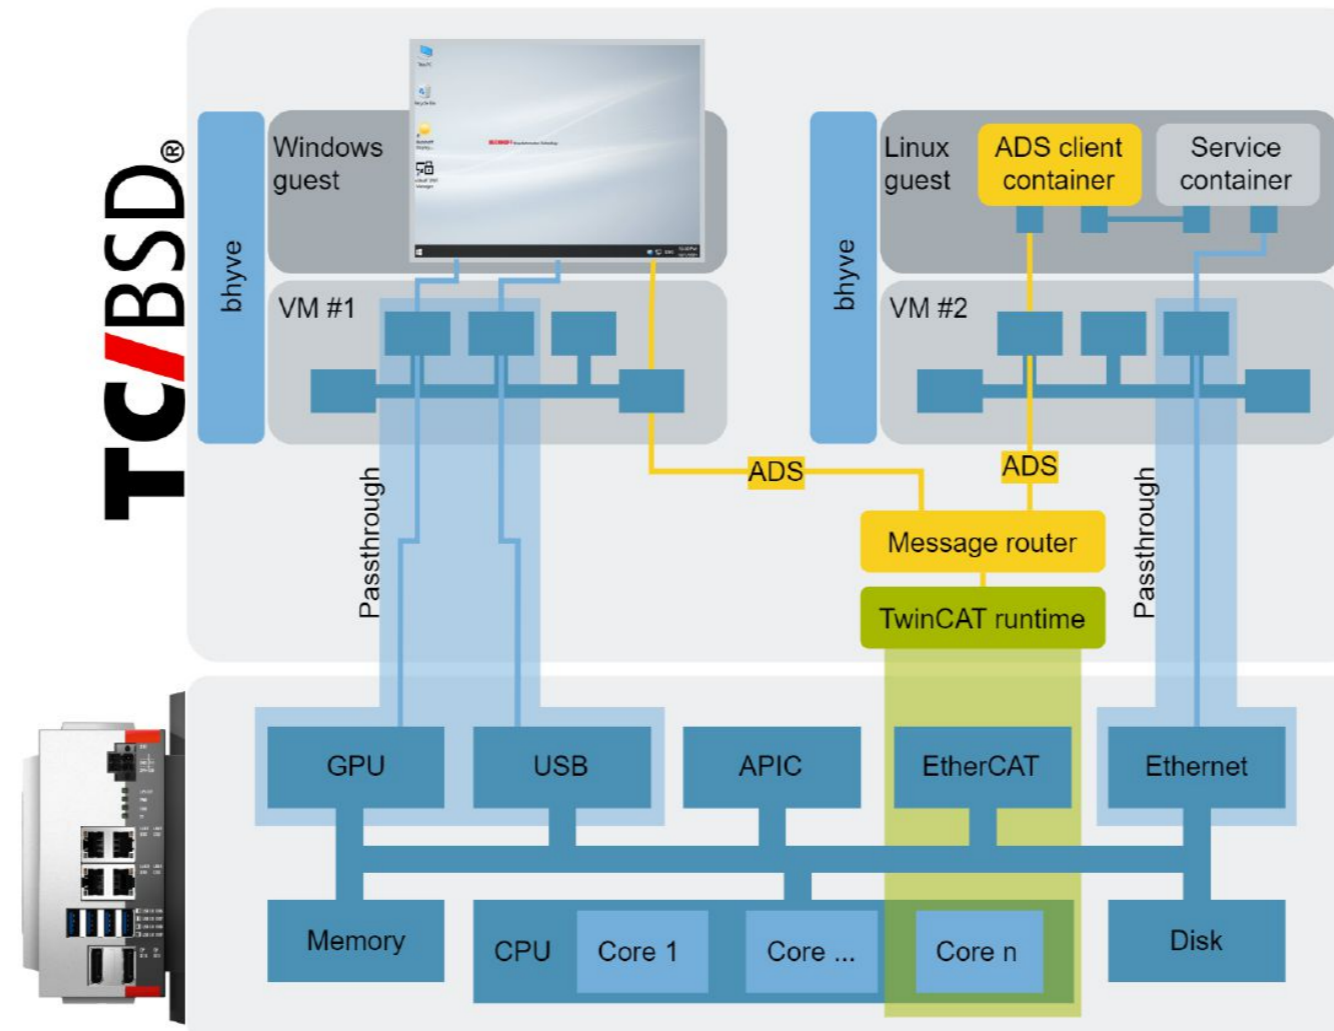 TC/BSD®
bhyve
Windows
guest
VM #1
bhyve
Linux
guest
ADS client
container
Service
container
VM #2
Passthrough
ADS
ADS
Passthrough
Message router
TwinCAT runtime
GPU
USB
APIC
EtherCAT
Ethernet
Memory
CPU
Core 1
Core ...
Core n
Disk